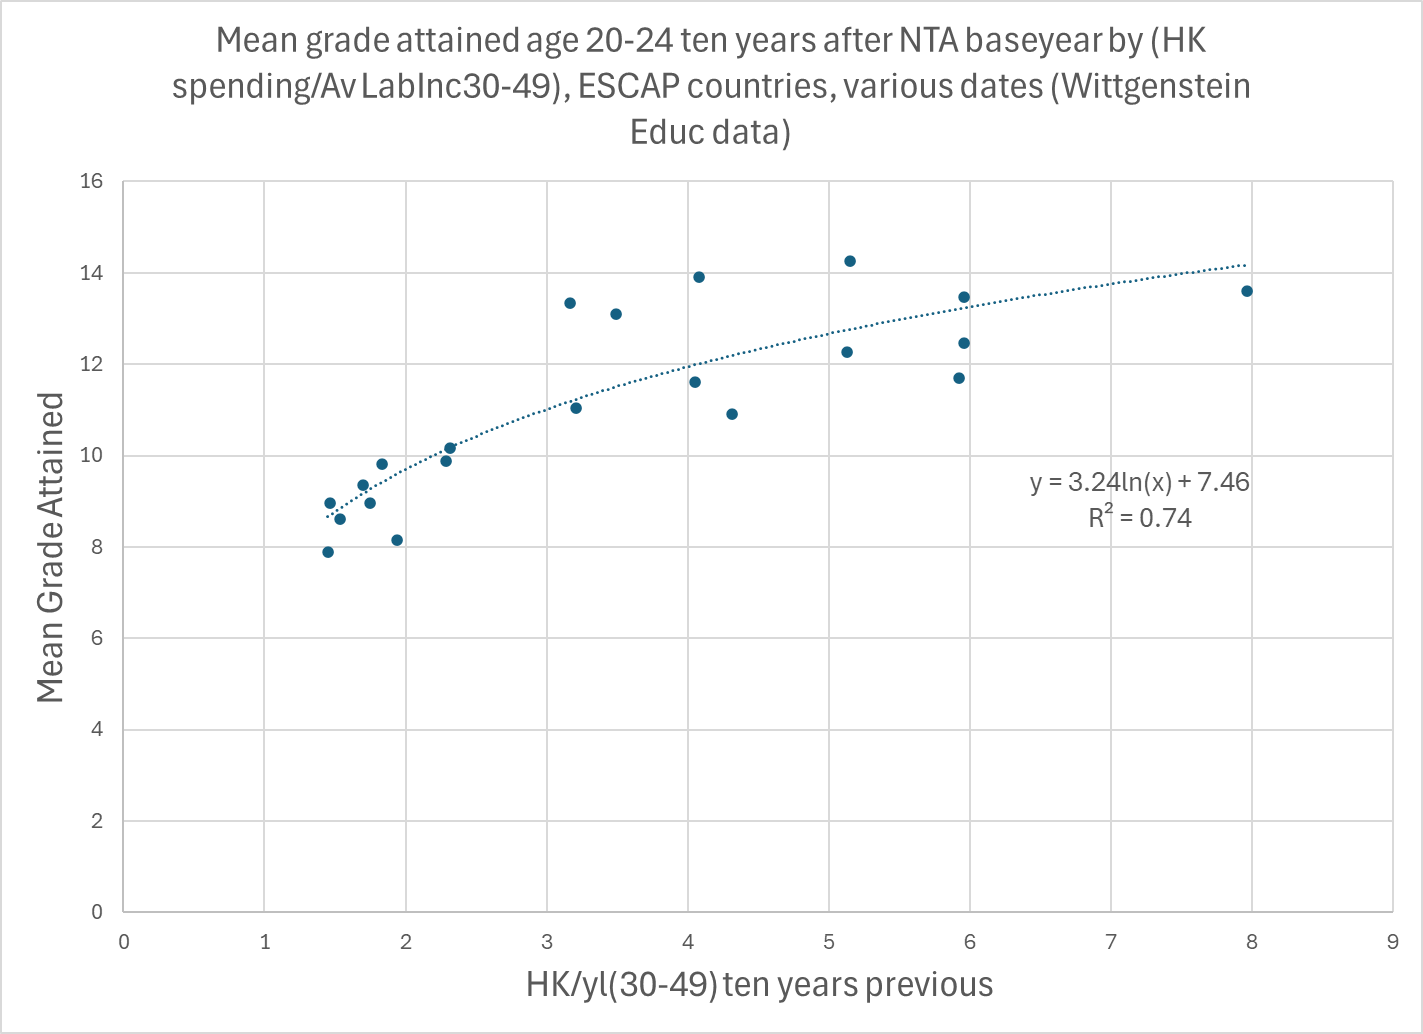 Mean grade attained age 20-24 ten years after NTA baseyear by (HK
spending/Av LabInc30-49), ESCAP countries, various dates (Wittgenstein
Educ data)
16
14
12
10
8
6
4
2
0
Mean Grade Attained
y = 3.24ln(x) + 7.46
R² = 0.74
0 1 2 3 4 5 6 7 8 9
HK/yl(30-49) ten years previous